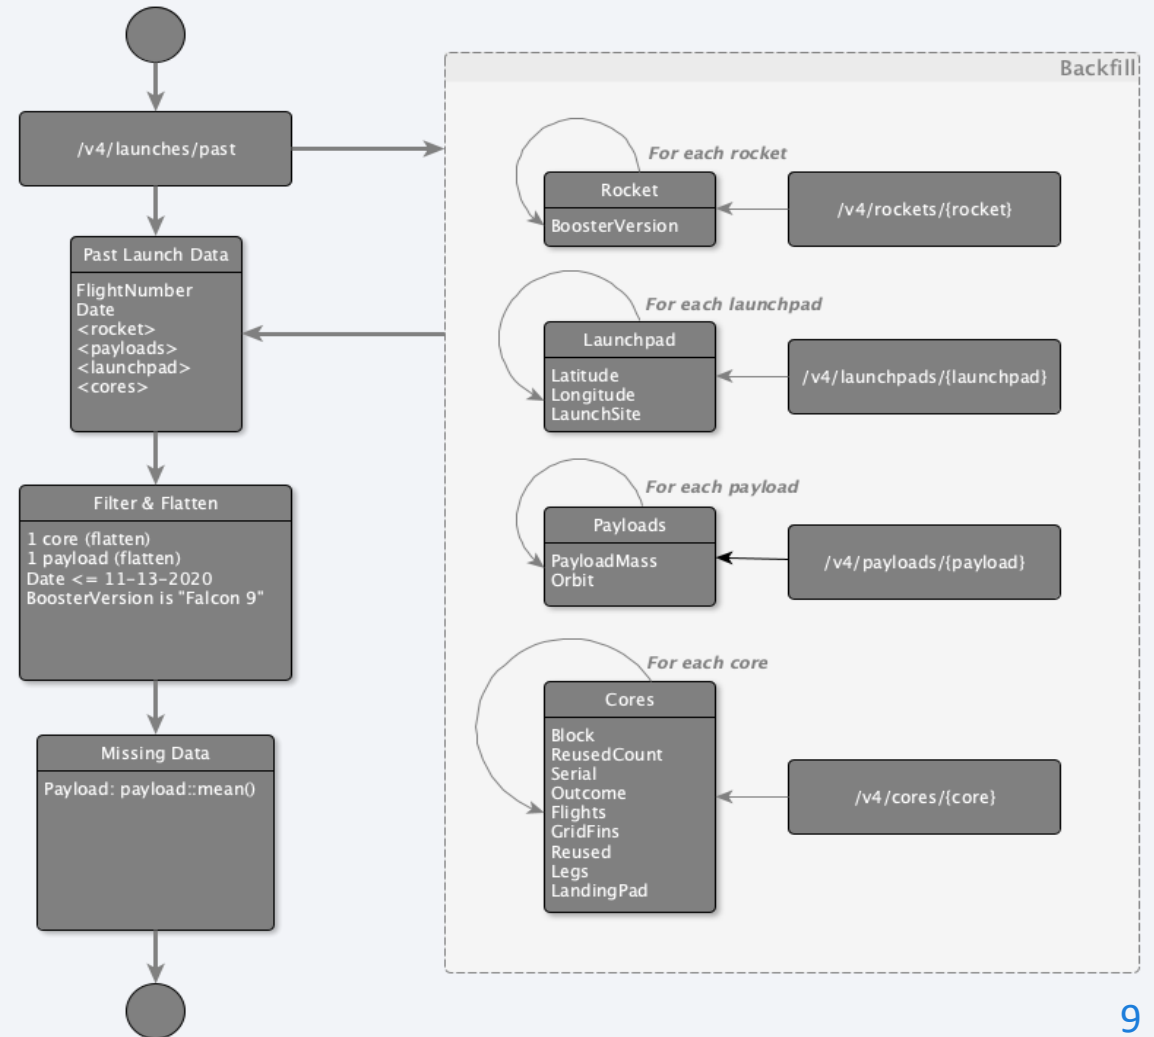 /v4/launches/past
Past Launch Data
FlightNumber
Date
<rocket>
<payloads>
<launchpad>
<cores>
Filter & Flatten
1 core (flatten)
1 payload (flatten)
Date <= 11-13-2020
BoosterVersion is "Falcon 9"
Missing Data
Payload: payload::mean()
Backfill
For each rocket
Rocket
BoosterVersion
/v4/rockets/{rocket}
For each launchpad
Launchpad
Latitude
Longitude
LaunchSite
/v4/launchpads/{launchpad}
For each payload
Payloads
PayloadMass
Orbit
/v4/payloads/{payload}
For each core
Cores
Block
ReusedCount
Serial
Outcome
Flights
GridFins
Reused
Legs
LandingPad
/v4/cores/{core}
9